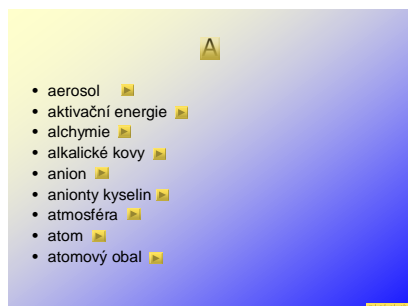 A
• aerosol
• aktivační energie
• alchymie
• alkalické kovy
• anion
• anionty kyselin
• atmosféra
• atom
• atomový obal